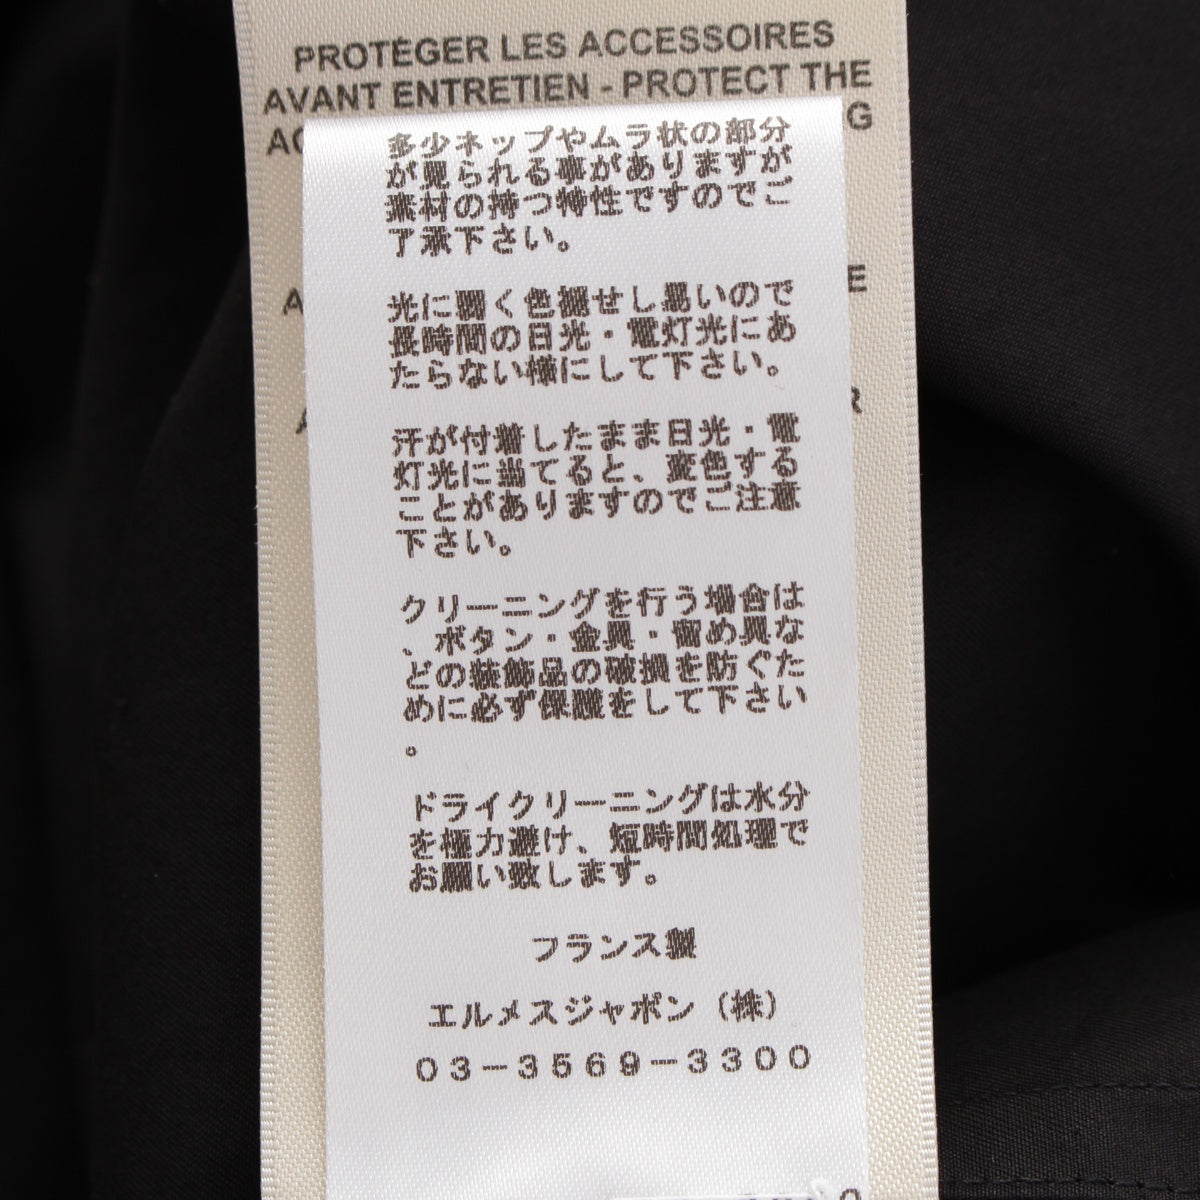 PROTÉGER LES ACCESSOIRES
AVANT ENTRETIEN - PROTECT THE
多少ネップやムラ状の部分
が見られる事がありますが
素材の持つ特性ですのでご
了承下さい。
光に弱く色褪せし易いので
長時間の日光・電灯光にあ
たらない様にして下さい。
汗が付着したまま日光・電
灯光に当てると、変色する
ことがありますのでご注意
下さい。
クリーニングを行う場合は
、ボタン・金具・留め具な
どの装飾品の破損を防ぐた
めに必ず保護をして下さい
。
ドライクリーニングは水分
を極力避け、短時間処理で
お願い致します。
フランス製
エルメスジャポン（株）
03-3569-3300